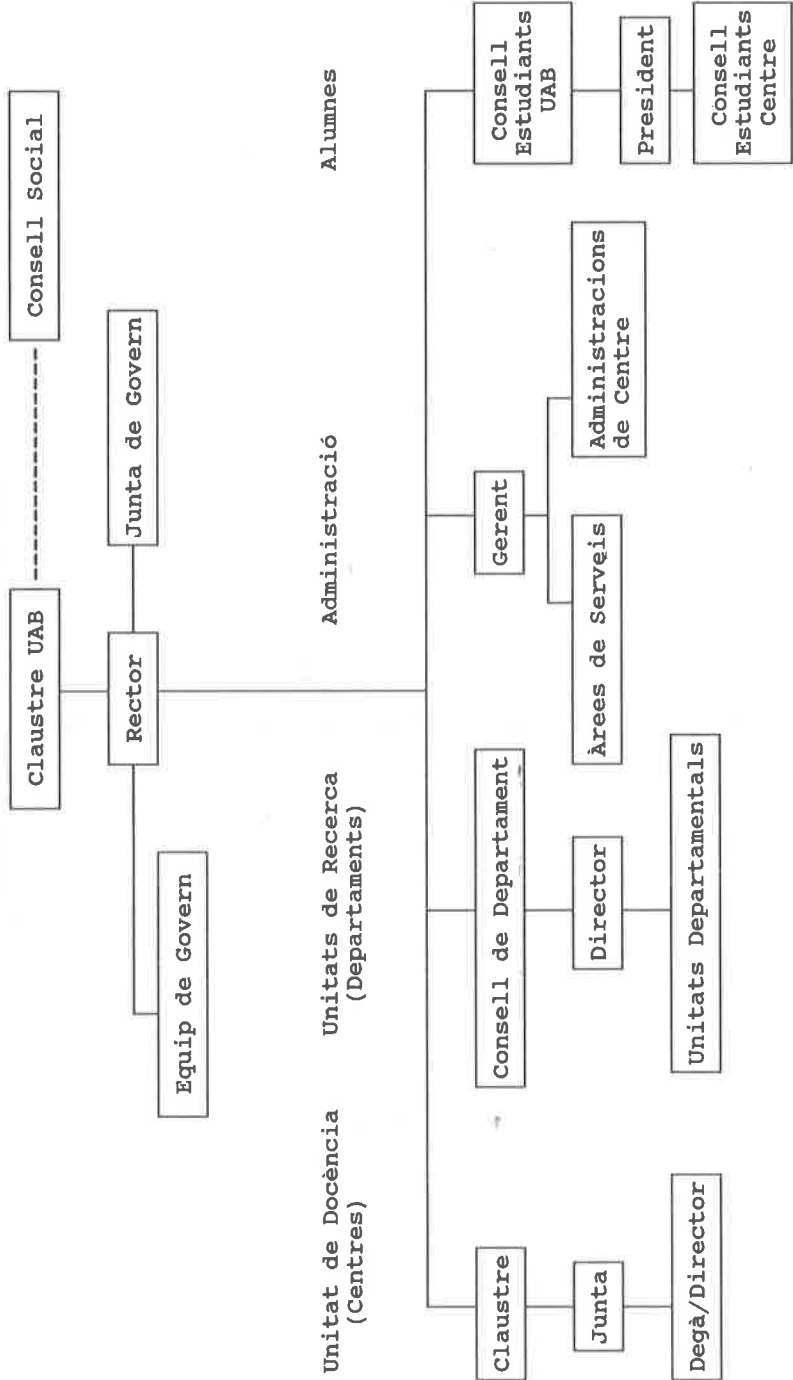 Claustre UAB
Consell Social
Rector
Junta de Govern
Equip de Govern
Unitat de Docència
(Centres)
Unitats de Recerca
(Departaments)
Administració
Alumnes
Claustre
Junta
Degà/Director
Consell de Departament
Director
Unitats Departamentals
Gerent
Àrees de Serveis
Administracions
de Centre
Consell
Estudiants
UAB
President
Consell
Estudiants
Centre